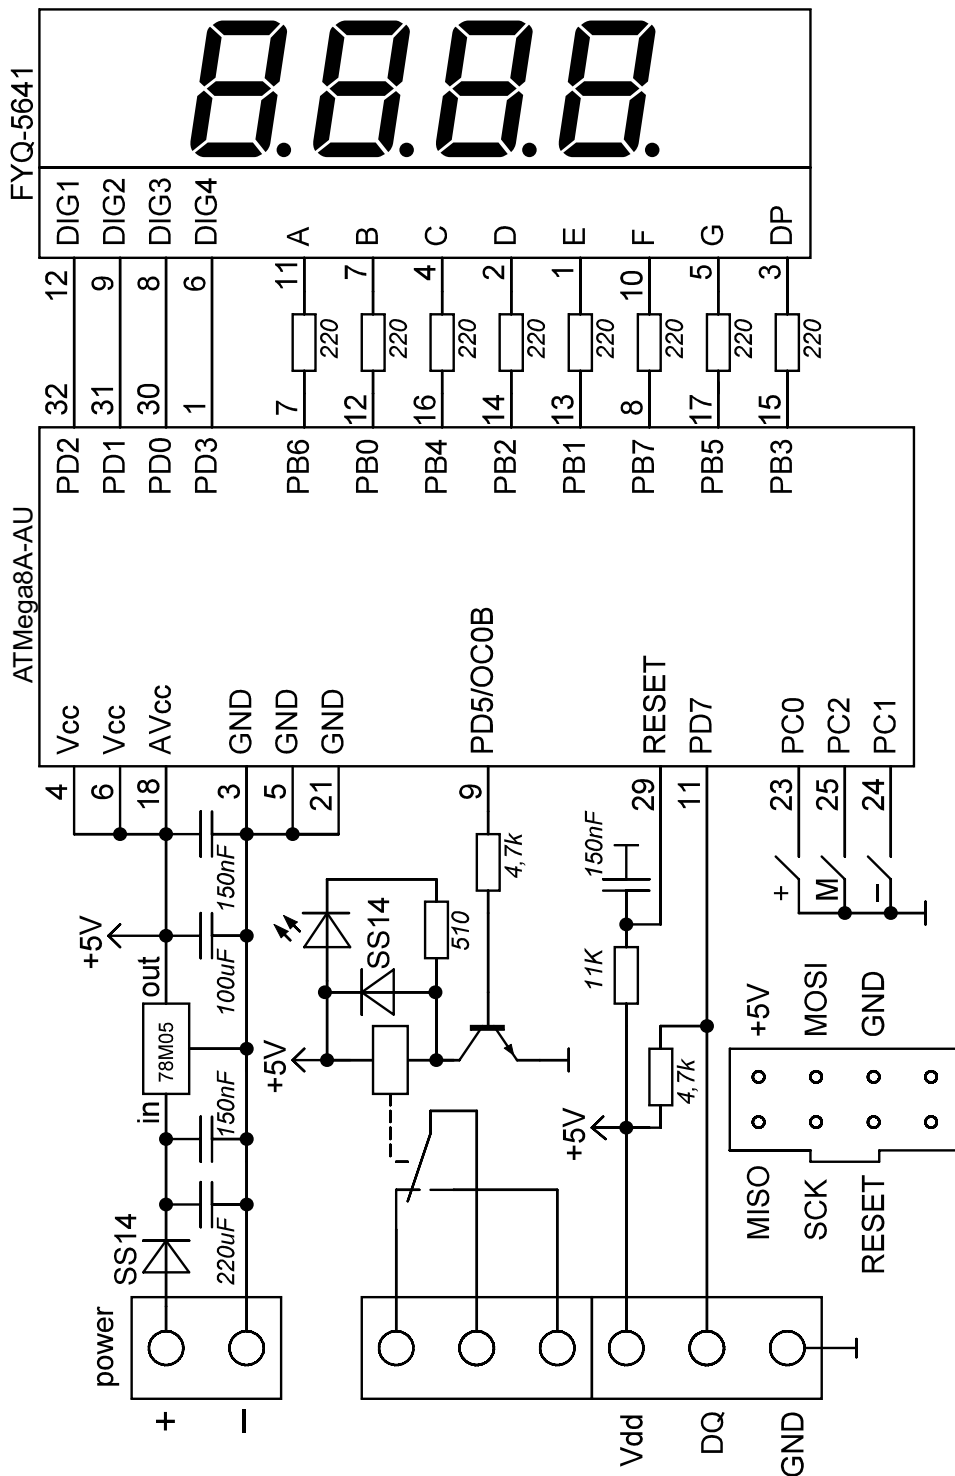 FYQ-5641
DIG1
DIG2
DIG3
DIG4
A
B
C
D
E
F
G
DP
12
9
8
6
11
7
4
2
1
10
5
3
220
220
220
220
220
220
220
220
32
31
30
1
7
12
16
14
13
8
17
15
ATMega8A-AU
PD2
PD1
PD0
PD3
PB6
PB0
PB4
PB2
PB1
PB7
PB5
PB3
Vcc
Vcc
AVcc
GND
GND
GND
PD5/OC0B
RESET
PD7
PC0
PC2
PC1
4
6
18
3
5
21
9
29
11
23
25
24
150nF
4,7k
150nF
+
M
–
+5V
out
100uF
SS14
510
11K
78M05
in
150nF
+5V
4,7k
+5V
+5V
MOSI
GND
MISO
SCK
RESET
SS14
220uF
power
+
–
Vdd
DQ
GND